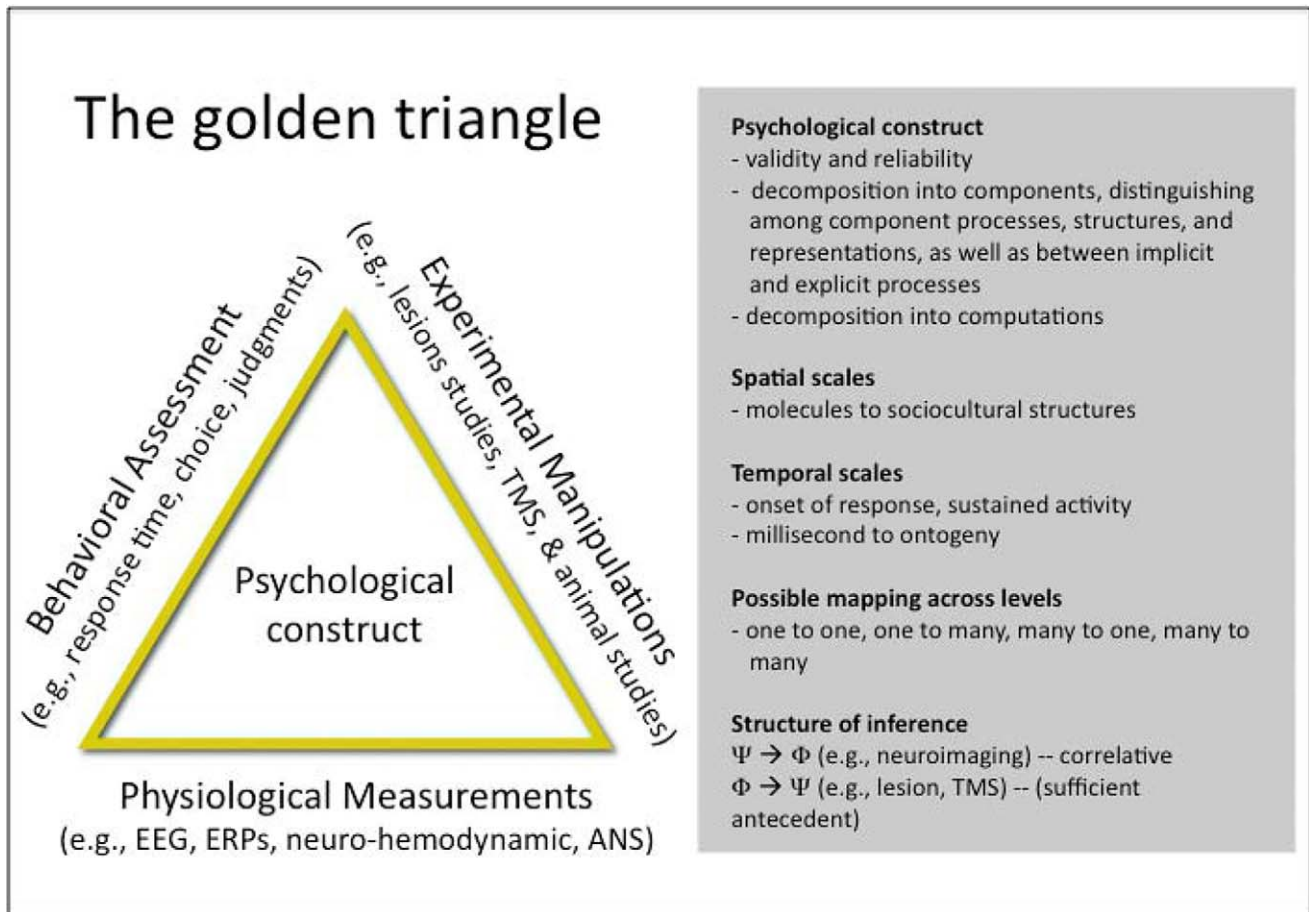 The golden triangle
Behavioral Assessment
(e.g., response time, choice, judgments)
Experimental Manipulations
(e.g., lesions studies, TMS, & animal studies)
Psychological
construct
Physiological Measurements
(e.g., EEG, ERPs, neuro-hemodynamic, ANS)
Psychological construct
- validity and reliability
- decomposition into components, distinguishing
among component processes, structures, and
representations, as well as between implicit
and explicit processes
- decomposition into computations
Spatial scales
- molecules to sociocultural structures
Temporal scales
- onset of response, sustained activity
- millisecond to ontogeny
Possible mapping across levels
- one to one, one to many, many to one, many to
many
Structure of inference
Ψ → Φ (e.g., neuroimaging) -- correlative
Φ → Ψ (e.g., lesion, TMS) -- (sufficient
antecedent)